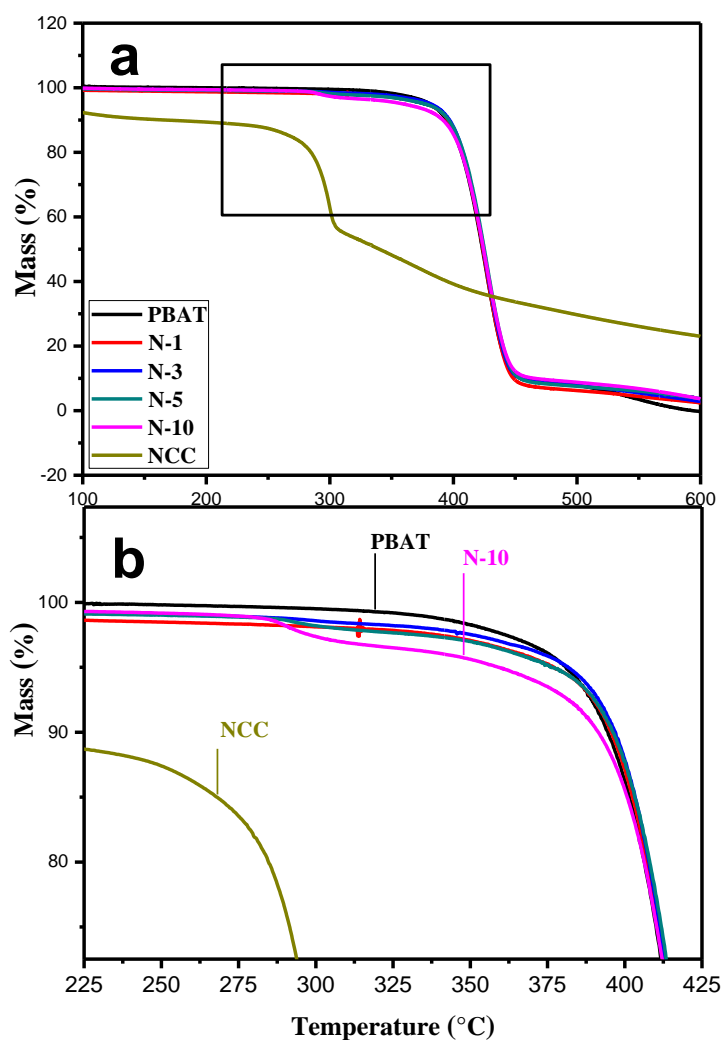 a
120
100
80
60
40
20
0
-20
Mass (%)
PBAT
N-1
N-3
N-5
N-10
NCC
100 200 300 400 500 600
b
PBAT
N-10
NCC
100
90
80
Mass (%)
225 250 275 300 325 350 375 400 425
Temperature (°C)